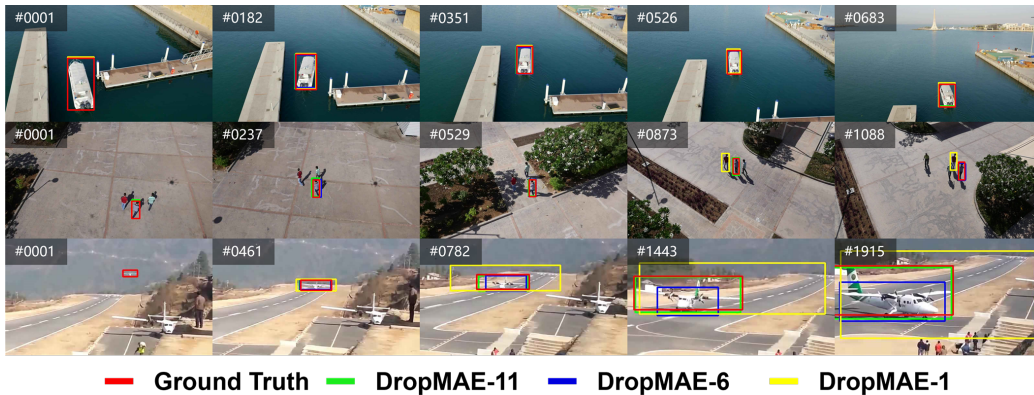 #0001 #0182 #0351 #0526 #0683
#0001 #0237 #0529 #0873 #1088
#0001 #0461 #0782 #1443 #1915
Ground Truth DropMAE-11 DropMAE-6 DropMAE-1